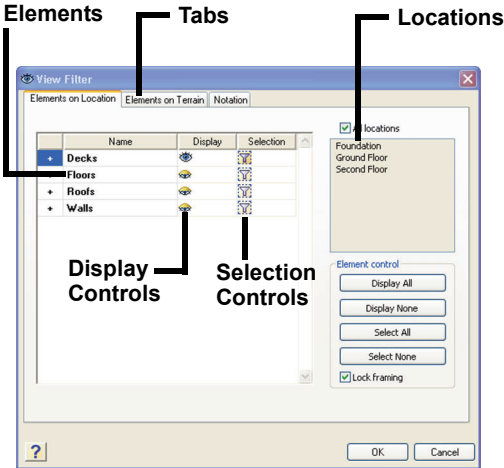 Elements
Tabs
Locations
View Filter
Elements on Location Elements on Terrain Notation
All locations
Name Display Selection
Foundation
Ground Floor
Second Floor
+ Decks
+ Floors
+ Roofs
+ Walls
Display
Controls
Selection
Controls
Element control
Display All
Display None
Select All
Select None
Lock framing
?
OK Cancel